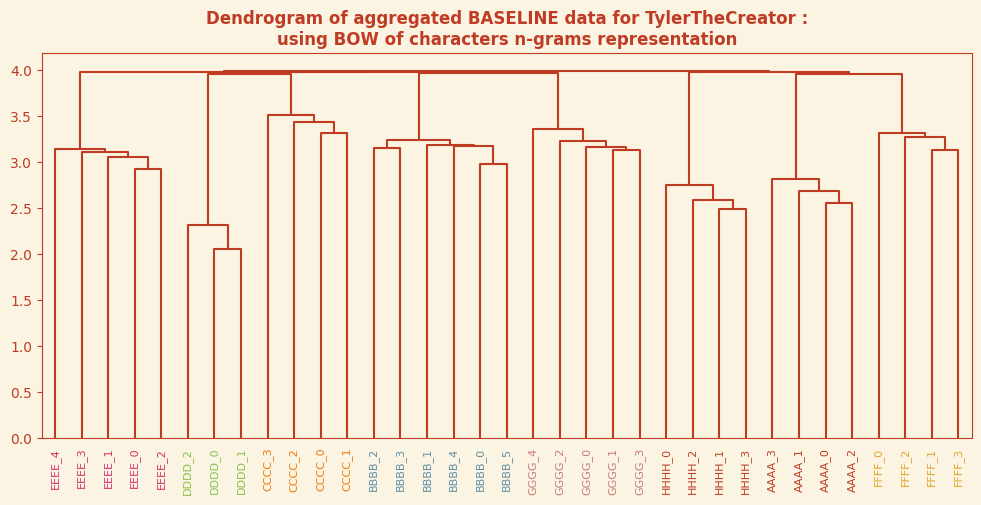 Dendrogram of aggregated BASELINE data for TylerTheCreator :
using BOW of characters n-grams representation
4.0
3.5
3.0
2.5
2.0
1.5
1.0
0.5
0.0
EEEE_4
EEEE_3
EEEE_1
EEEE_0
EEEE_2
DDDD_2
DDDD_0
DDDD_1
CCCC_3
CCCC_2
CCCC_0
CCCC_1
BBBB_2
BBBB_3
BBBB_1
BBBB_4
BBBB_0
BBBB_5
GGGG_4
GGGG_2
GGGG_0
GGGG_1
GGGG_3
HHHH_0
HHHH_2
HHHH_1
HHHH_3
AAAA_3
AAAA_1
AAAA_0
AAAA_2
FFFF_0
FFFF_2
FFFF_1
FFFF_3